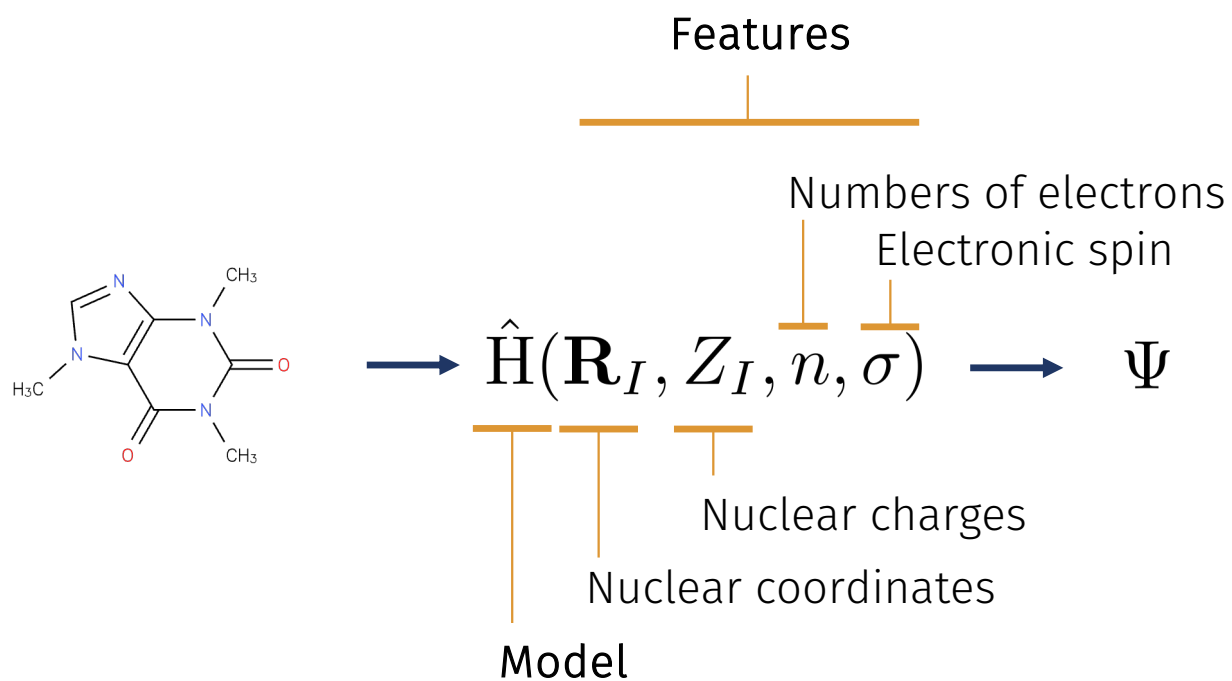 Features
Numbers of electrons
Electronic spin
N
CH₃
N
N
H₃C
O
N
O
CH₃
Ĥ(𝐑_I, Z_I, n, σ)
Ψ
Nuclear charges
Nuclear coordinates
Model